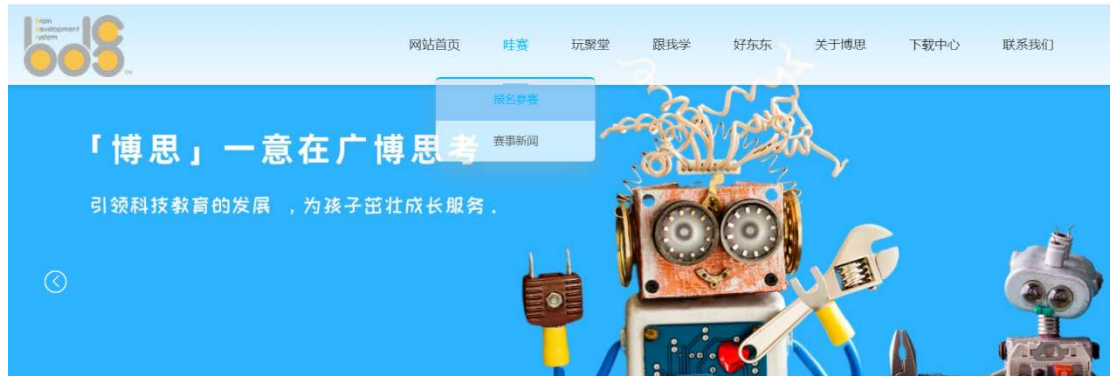 brain
development
system
bds
TM
网站首页 哇赛 玩聚堂 跟我学 好东东 关于博思 下载中心 联系我们
报名参赛
赛事新闻
「博思」一意在广博思考
引领科技教育的发展 ,为孩子茁壮成长服务.